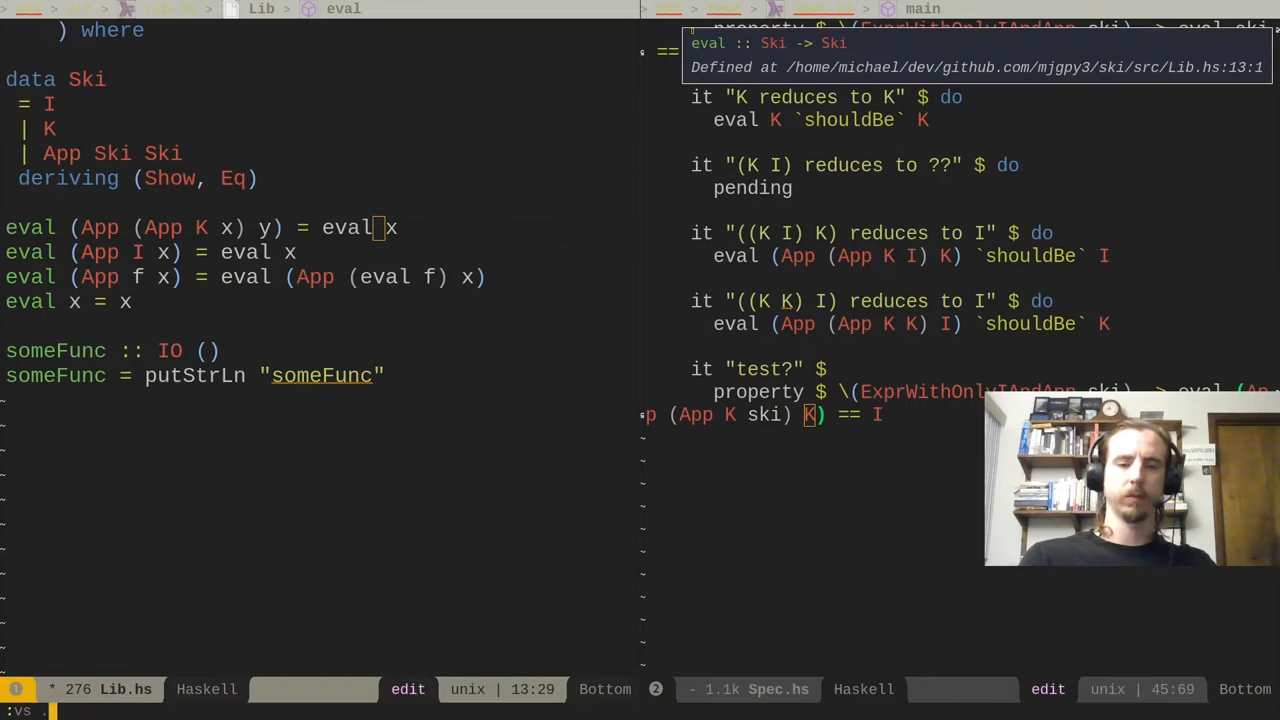 Lib > eval
) where
data Ski
= I
| K
| App Ski Ski
deriving (Show, Eq)
eval (App (App K x) y) = eval x
eval (App I x) = eval x
eval (App f x) = eval (App (eval f) x)
eval x = x
someFunc :: IO ()
someFunc = putStrLn "someFunc"
~
* 276 Lib.hs Haskell edit unix | 13:29 Bottom
:vs .
main
==
eval :: Ski -> Ski
Defined at /home/michael/dev/github.com/mjgpy3/ski/src/Lib.hs:13:1
it "K reduces to K" $ do
eval K `shouldBe` K
it "(K I) reduces to ??" $ do
pending
it "((K I) K) reduces to I" $ do
eval (App (App K I) K) `shouldBe` I
it "((K K) I) reduces to I" $ do
eval (App (App K K) I) `shouldBe` K
it "test?" $
property $ \(ExprWithOnlyIAndApp ski) -> eval (Ap
p (App K ski) K) == I
~
2 - 1.1k Spec.hs Haskell edit unix | 45:69 Bottom